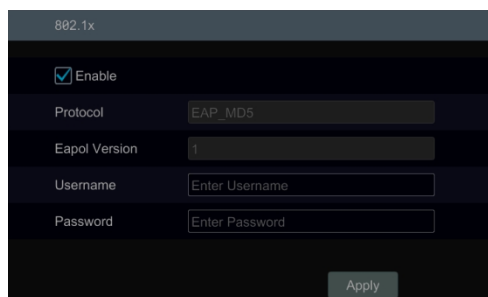 802.1x
Enable
Protocol EAP_MD5
Eapol Version 1
Username Enter Username
Password Enter Password
Apply